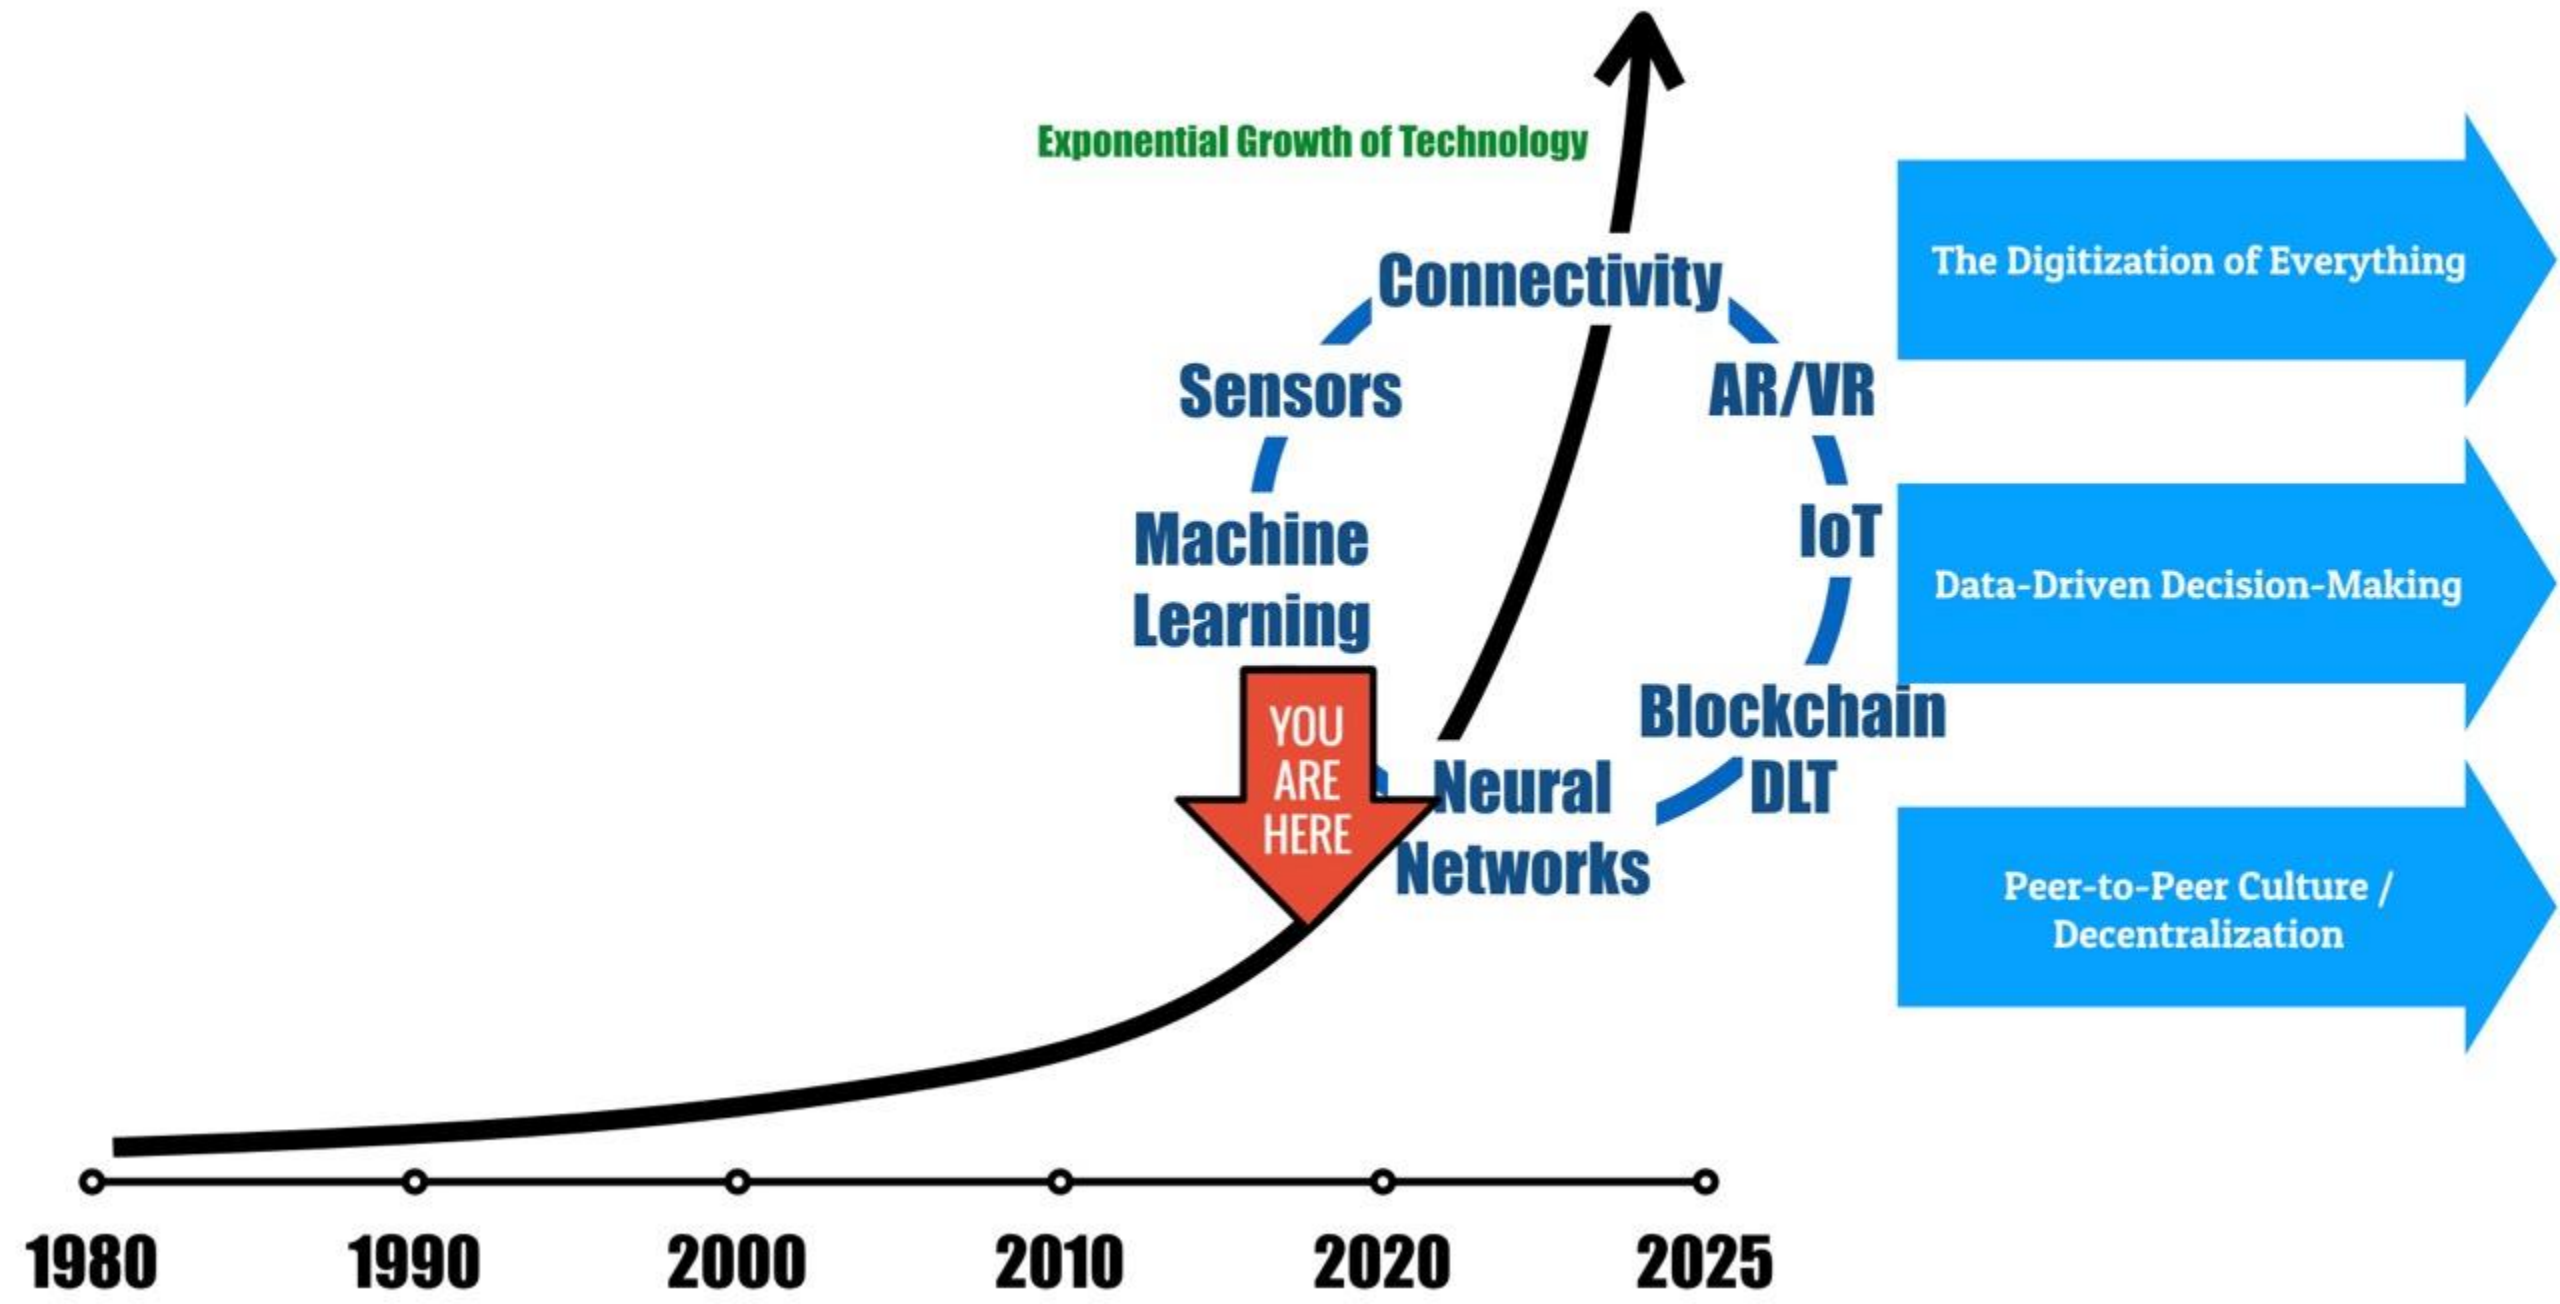 Exponential Growth of Technology
Connectivity
Sensors
AR/VR
Machine
Learning
IoT
Blockchain
DLT
Neural
Networks
YOU
ARE
HERE
The Digitization of Everything
Data-Driven Decision-Making
Peer-to-Peer Culture /
Decentralization
1980
1990
2000
2010
2020
2025